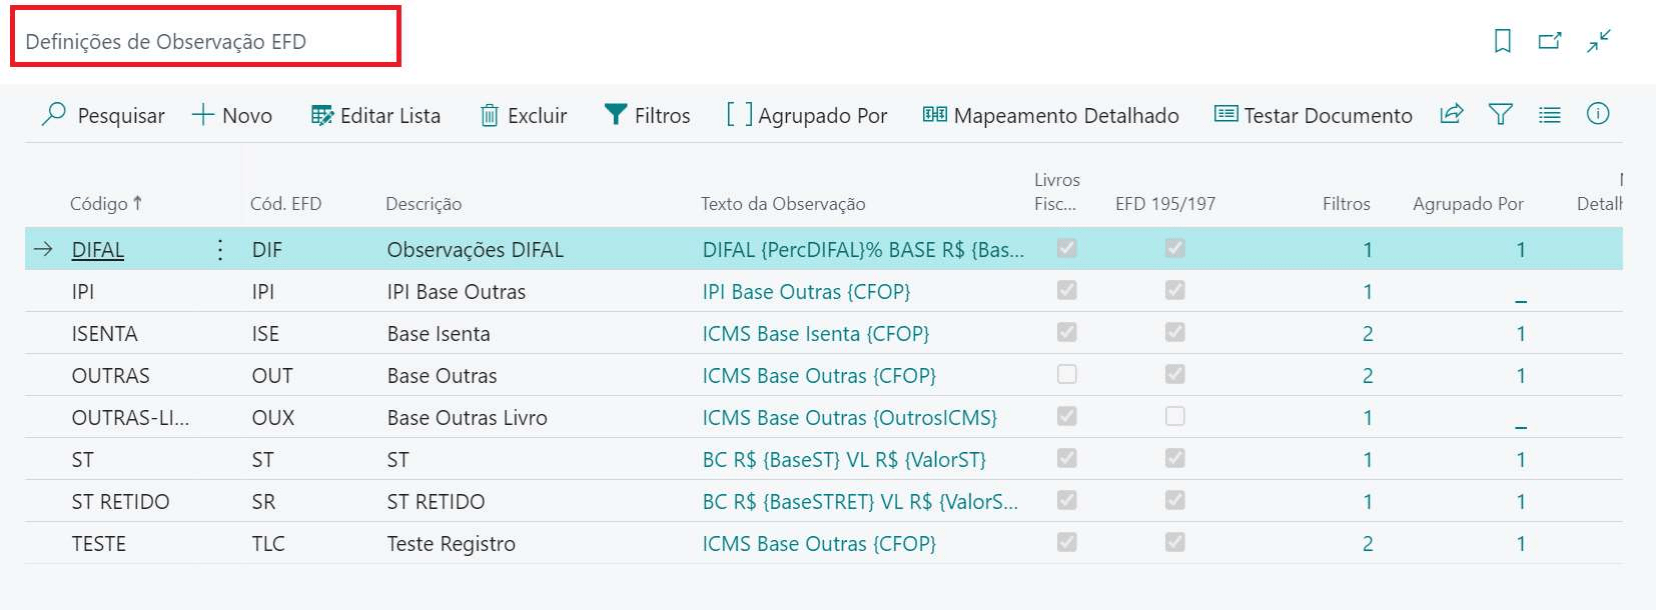 Definições de Observação EFD
Pesquisar Novo Editar Lista Excluir Filtros Agrupado Por Mapeamento Detalhado Testar Documento
Código ↑ Cód. EFD Descrição Texto da Observação Livros Fisc... EFD 195/197 Filtros Agrupado Por Detalh
DIFAL DIF Observações DIFAL DIFAL {PercDIFAL}% BASE R$ {Bas... 1 1
IPI IPI IPI Base Outras IPI Base Outras {CFOP} 1 _
ISENTA ISE Base Isenta ICMS Base Isenta {CFOP} 2 1
OUTRAS OUT Base Outras ICMS Base Outras {CFOP} 2 1
OUTRAS-LI... OUX Base Outras Livro ICMS Base Outras {OutrosICMS} 1 _
ST ST ST BC R$ {BaseST} VL R$ {ValorST} 1 1
ST RETIDO SR ST RETIDO BC R$ {BaseSTRET} VL R$ {ValorS... 1 1
TESTE TLC Teste Registro ICMS Base Outras {CFOP} 2 1